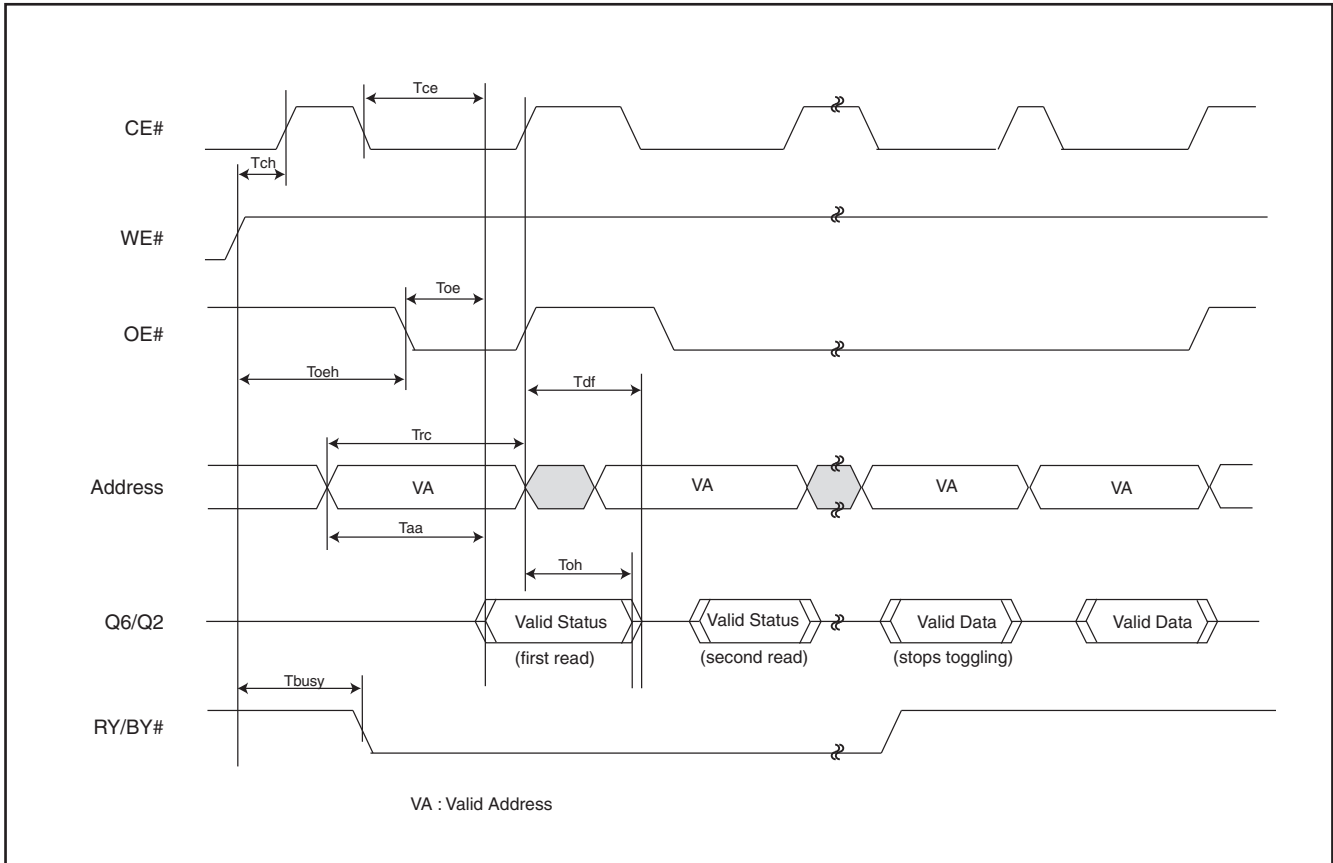 Tce
CE#
Tch
WE#
Toe
OE#
Toeh
Tdf
Trc
Address
VA
VA
VA
VA
Taa
Toh
Q6/Q2
Valid Status
Valid Status
Valid Data
Valid Data
(first read)
(second read)
(stops toggling)
Tbusy
RY/BY#
VA : Valid Address